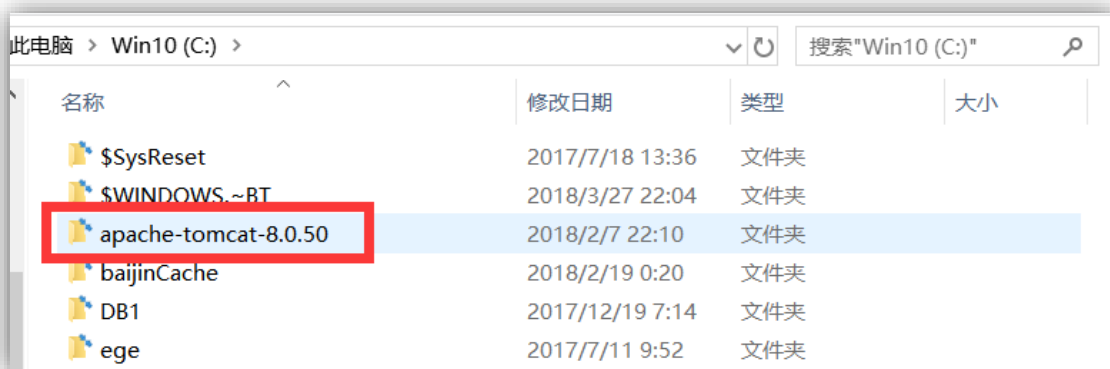 此电脑 > Win10 (C:) > 搜索"Win10 (C:)"
名称 修改日期 类型 大小
$SysReset 2017/7/18 13:36 文件夹
$WINDOWS.~BT 2018/3/27 22:04 文件夹
apache-tomcat-8.0.50 2018/2/7 22:10 文件夹
baijinCache 2018/2/19 0:20 文件夹
DB1 2017/12/19 7:14 文件夹
ege 2017/7/11 9:52 文件夹